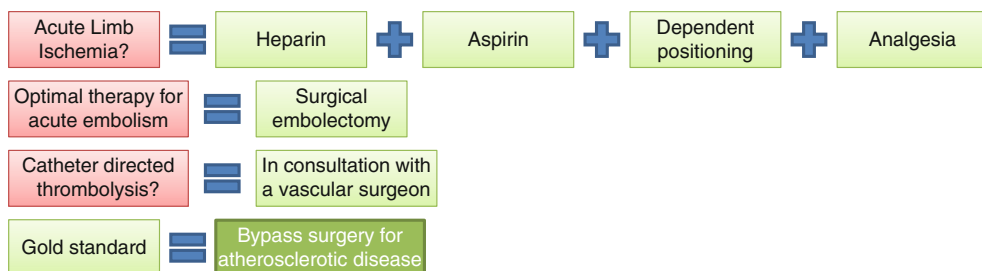 Acute Limb
Ischemia?
Heparin
Aspirin
Dependent
positioning
Analgesia
Optimal therapy for
acute embolism
Surgical
embolectomy
Catheter directed
thrombolysis?
In consultation with
a vascular surgeon
Gold standard
Bypass surgery for
atherosclerotic disease